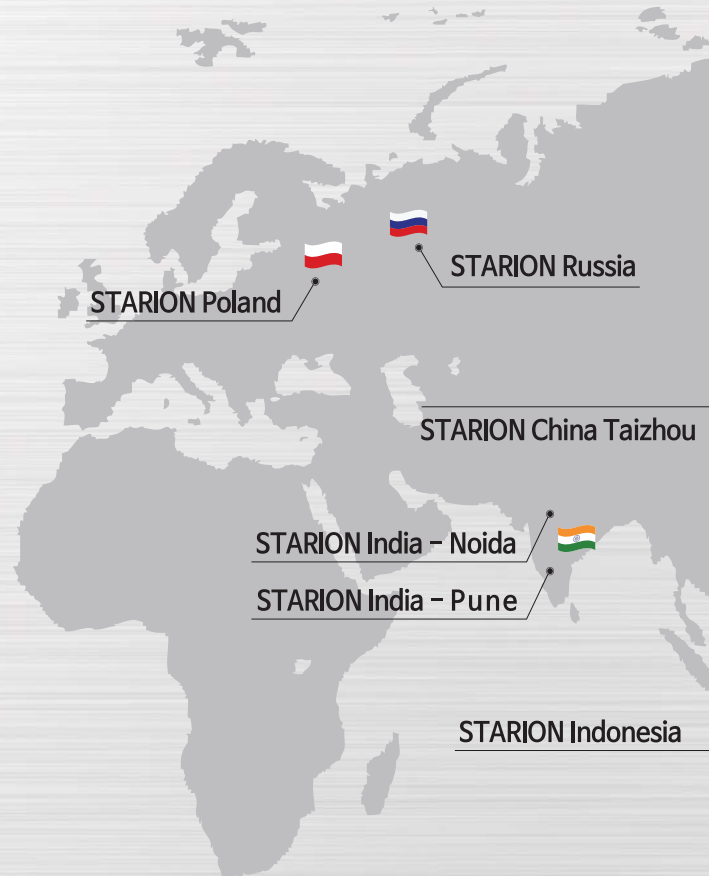 STARION Russia
STARION Poland
STARION China Taizhou
STARION India – Noida
STARION India – Pune
STARION Indonesia